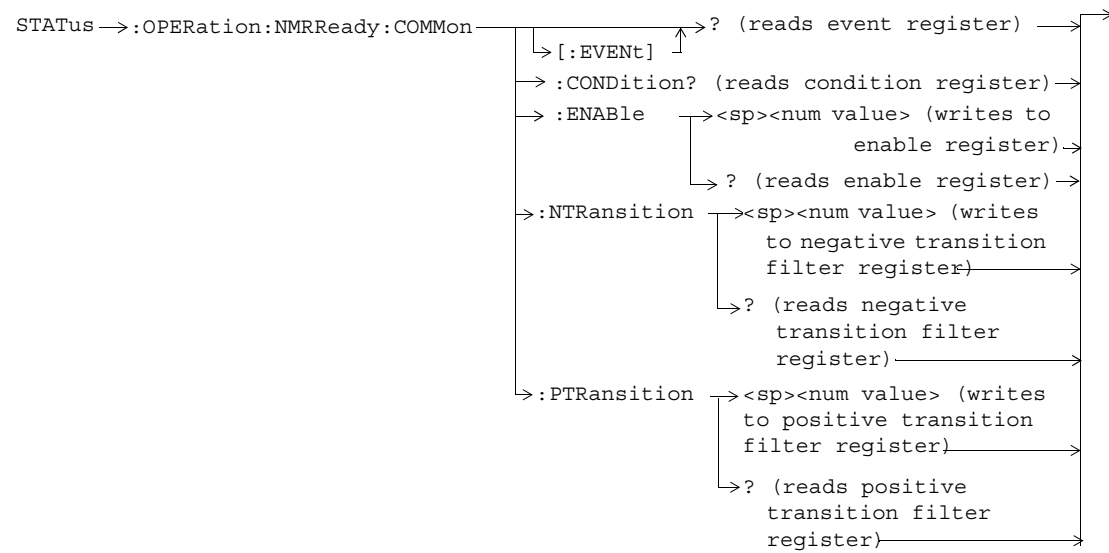 STATus :OPERation:NMRReady:COMMon ? (reads event register)
[:EVENt]
:CONDition? (reads condition register)
:ENABle <sp><num value> (writes to
enable register)
? (reads enable register)
:NTRansition <sp><num value> (writes
to negative transition
filter register)
? (reads negative
transition filter
register)
:PTRansition <sp><num value> (writes
to positive transition
filter register)
? (reads positive
transition filter
register)